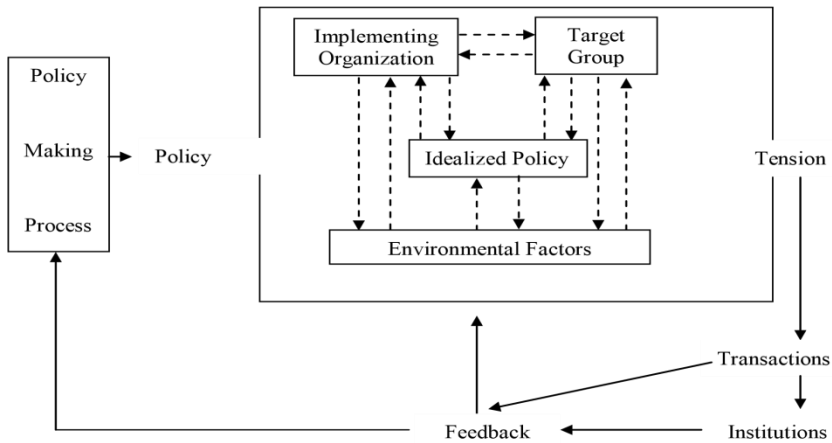 Implementing
Organization
Target
Group
Policy
Making
Process
Policy
Idealized Policy
Tension
Environmental Factors
Transactions
Feedback
Institutions